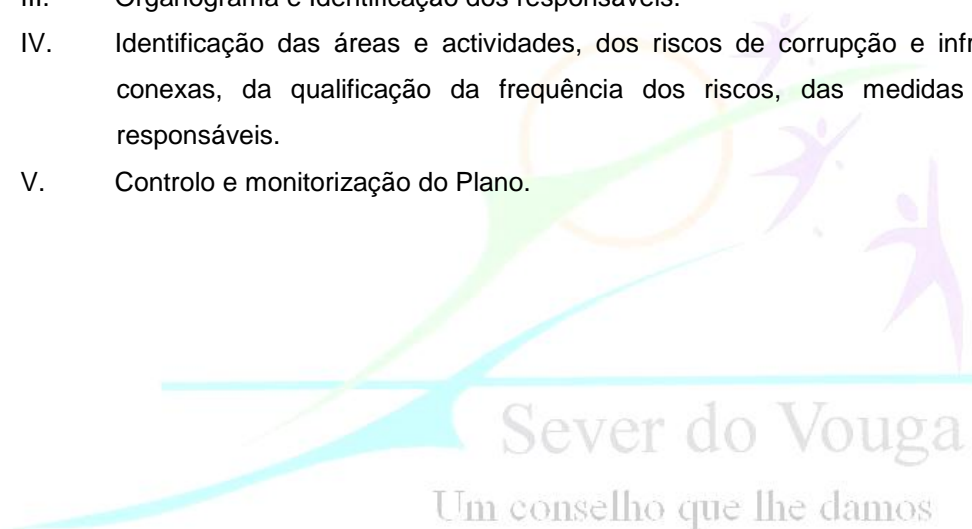 III. Organograma e Identificação dos responsáveis.
IV. Identificação das áreas e actividades, dos riscos de corrupção e infr
conexas, da qualificação da frequência dos riscos, das medidas
responsáveis.
V. Controlo e monitorização do Plano.
Sever do Vouga
Um conselho que lhe damos